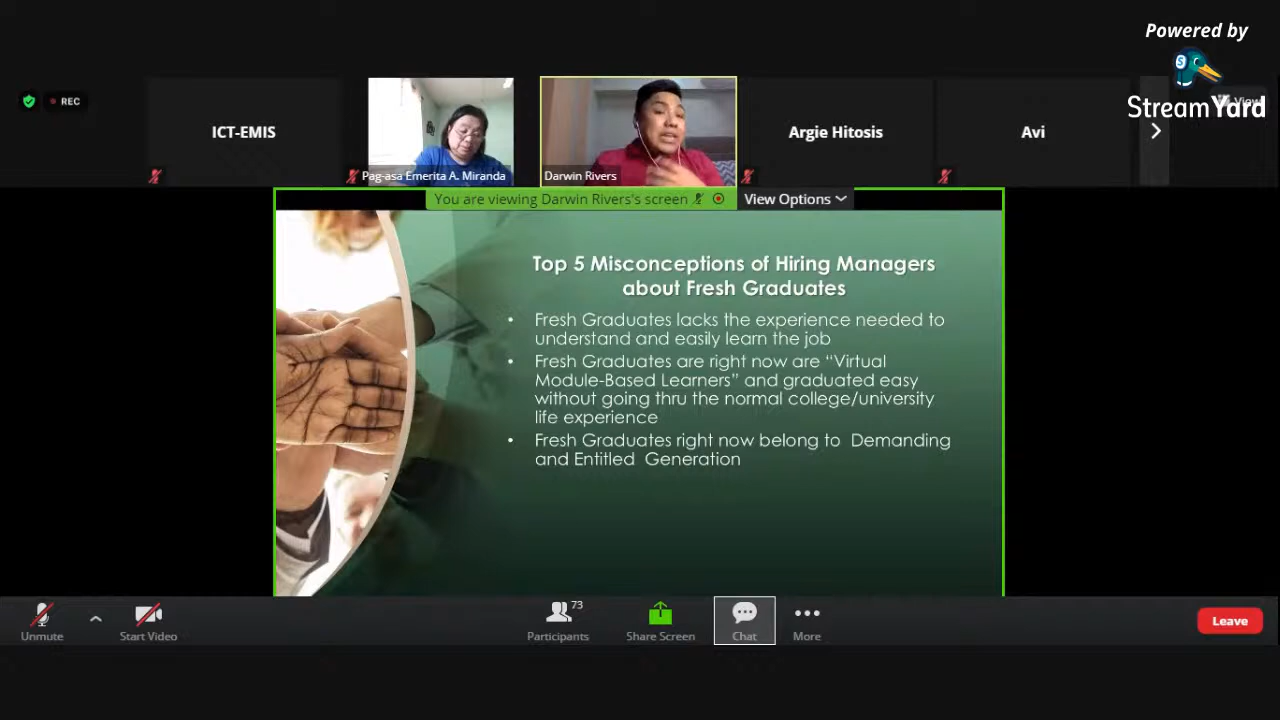 Powered by
StreamYard
REC
View
ICT-EMIS
Pag-asa Emerita A. Miranda
Darwin Rivers
Argie Hitosis
Avi
You are viewing Darwin Rivers's screen
View Options
Top 5 Misconceptions of Hiring Managers
about Fresh Graduates
• Fresh Graduates lacks the experience needed to
understand and easily learn the job
• Fresh Graduates are right now are “Virtual
Module-Based Learners” and graduated easy
without going thru the normal college/university
life experience
• Fresh Graduates right now belong to Demanding
and Entitled Generation
Unmute
Start Video
73
Participants
Share Screen
Chat
More
Leave